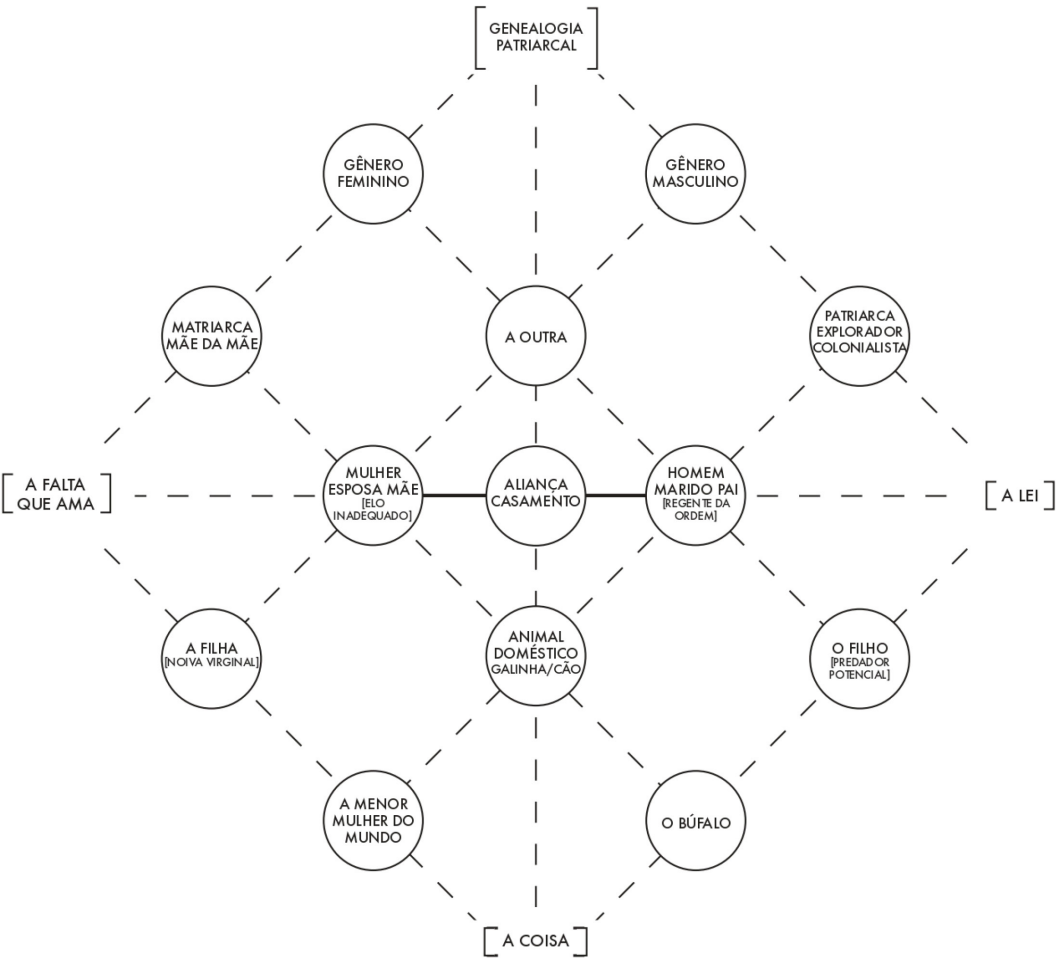 GENEALOGIA
PATRIARCAL
GÊNERO
FEMININO
GÊNERO
MASCULINO
MATRIARCA
MÃE DA MÃE
A OUTRA
PATRIARCA
EXPLORADOR
COLONIALISTA
A FALTA
QUE AMA
MULHER
ESPOSA MÃE
[ELO
INADEQUADO]
ALIANÇA
CASAMENTO
HOMEM
MARIDO PAI
[REGENTE DA
ORDEM]
A LEI
A FILHA
[NOIVA VIRGINAL]
ANIMAL
DOMÉSTICO
GALINHA/CÃO
O FILHO
[PREDADOR
POTENCIAL]
A MENOR
MULHER DO
MUNDO
O BÚFALO
A COISA